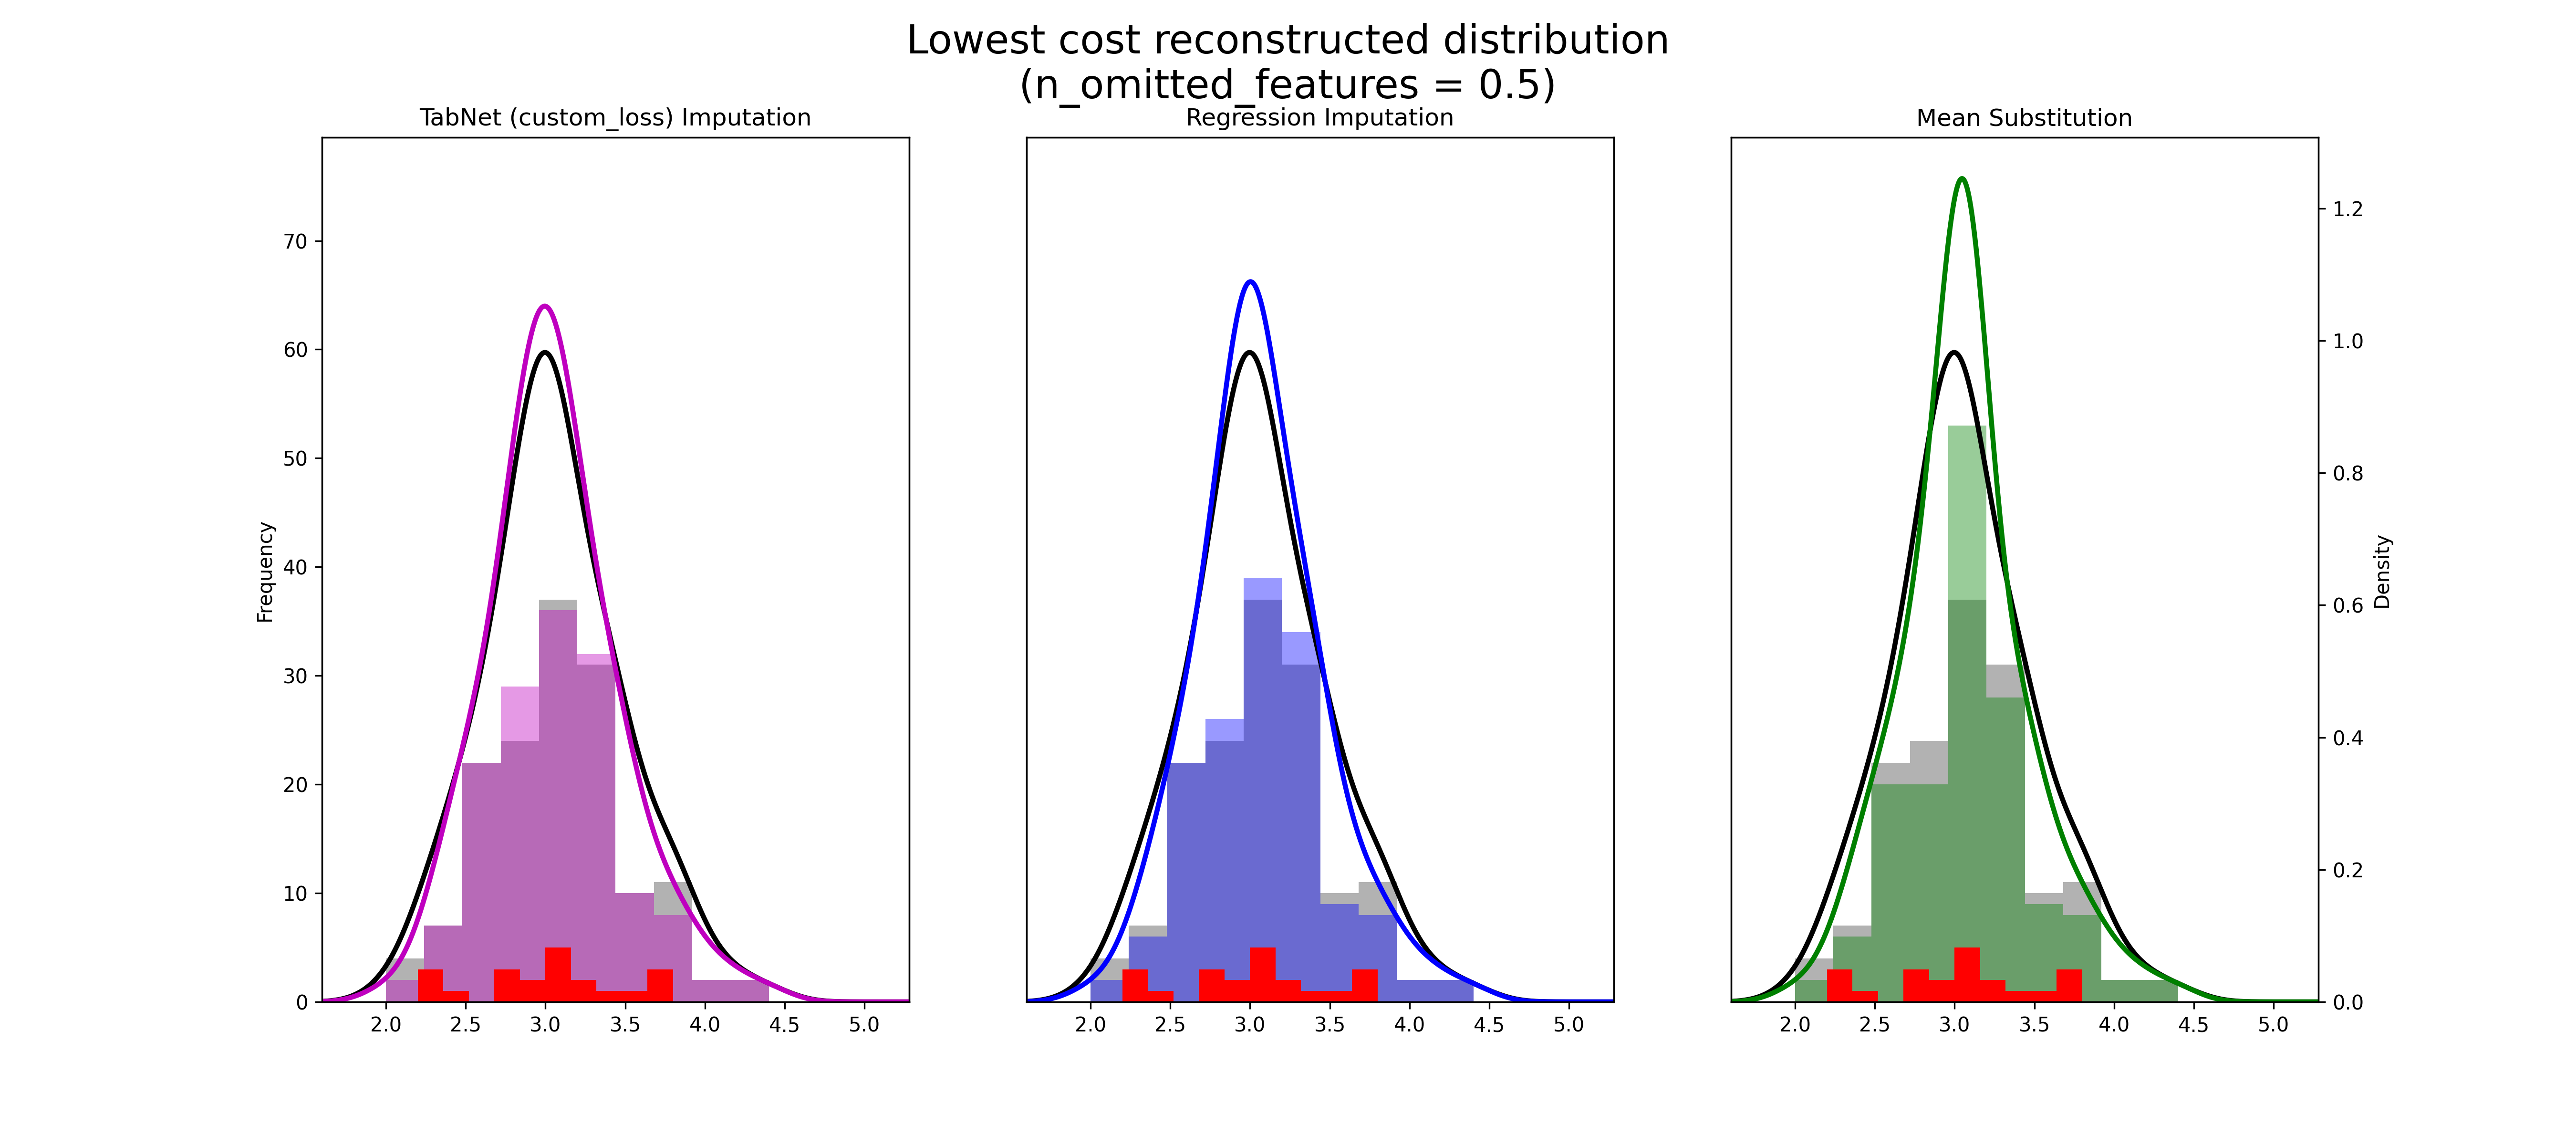 Lowest cost reconstructed distribution
(n_omitted_features = 0.5)
TabNet (custom_loss) Imputation
Regression Imputation
Mean Substitution
Frequency
70
60
50
40
30
20
10
0
2.0 2.5 3.0 3.5 4.0 4.5 5.0
2.0 2.5 3.0 3.5 4.0 4.5 5.0
2.0 2.5 3.0 3.5 4.0 4.5 5.0
1.2
1.0
0.8
0.6
0.4
0.2
0.0
Density